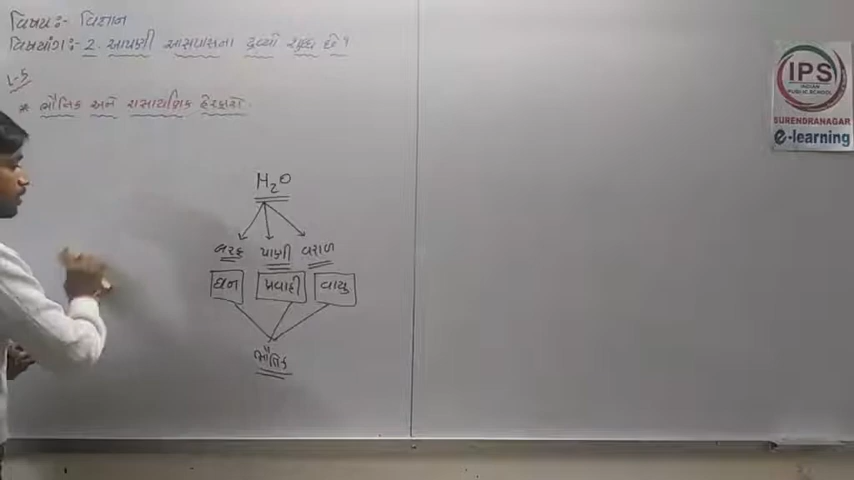 વિષય:- વિજ્ઞાન
વિષયાંગ:- 2. આપણી આસપાસના દ્રવ્યો શુદ્ધ છે ?
L-5
* ભૌતિક અને રાસાયણિક ફેરફારો
H₂O
બરફ પાણી વરાળ
ઘન પ્રવાહી વાયુ
ભૌતિક
IPS
INDIAN
PUBLIC SCHOOL
SURENDRANAGAR
e-learning